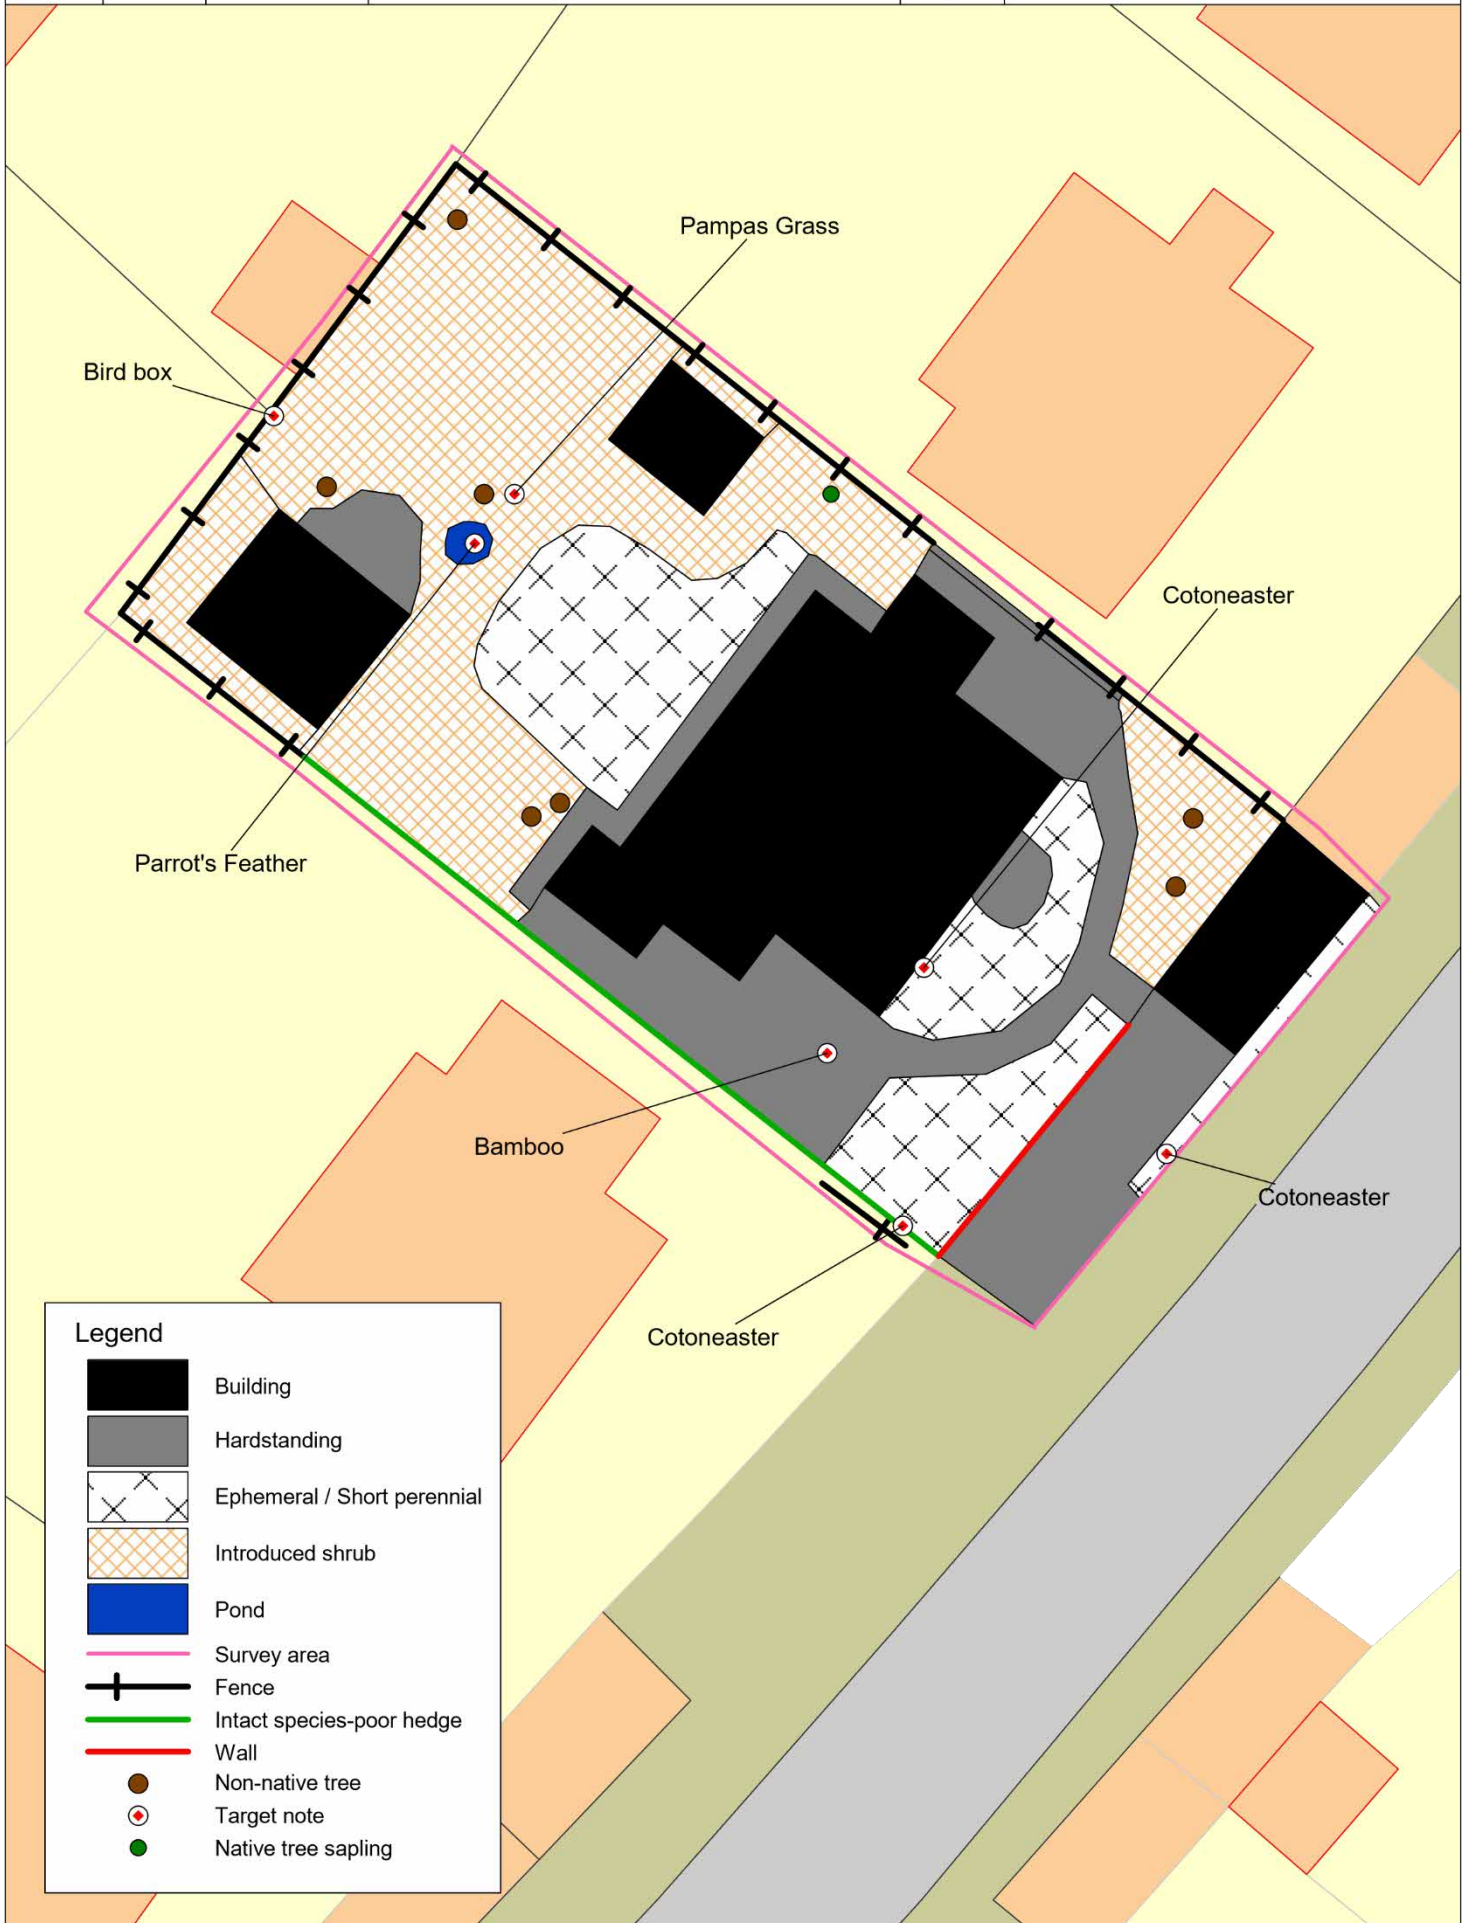 Pampas Grass
Bird box
Cotoneaster
Parrot's Feather
Bamboo
Cotoneaster
Cotoneaster
Legend
Building
Hardstanding
Ephemeral / Short perennial
Introduced shrub
Pond
Survey area
Fence
Intact species-poor hedge
Wall
Non-native tree
Target note
Native tree sapling